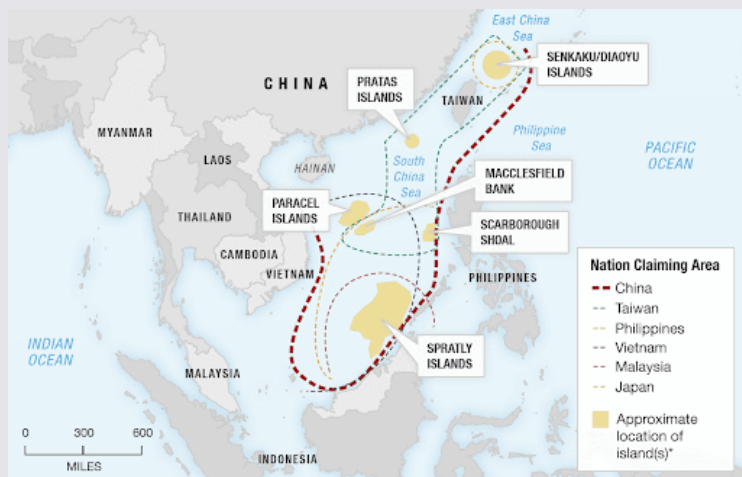 East China
Sea
SENKAKU/DIAOYU
ISLANDS
CHINA
PRATAS
ISLANDS
TAIWAN
MYANMAR
Philippine
Sea
PACIFIC
OCEAN
LAOS
HAINAN
South
China
Sea
MACCLESFIELD
BANK
PARACEL
ISLANDS
THAILAND
SCARBOROUGH
SHOAL
CAMBODIA
VIETNAM
PHILIPPINES
Nation Claiming Area
China
Taiwan
Philippines
Vietnam
Malaysia
Japan
Approximate
location of
island(s)*
INDIAN
OCEAN
SPRATLY
ISLANDS
MALAYSIA
0 300 600
MILES
INDONESIA